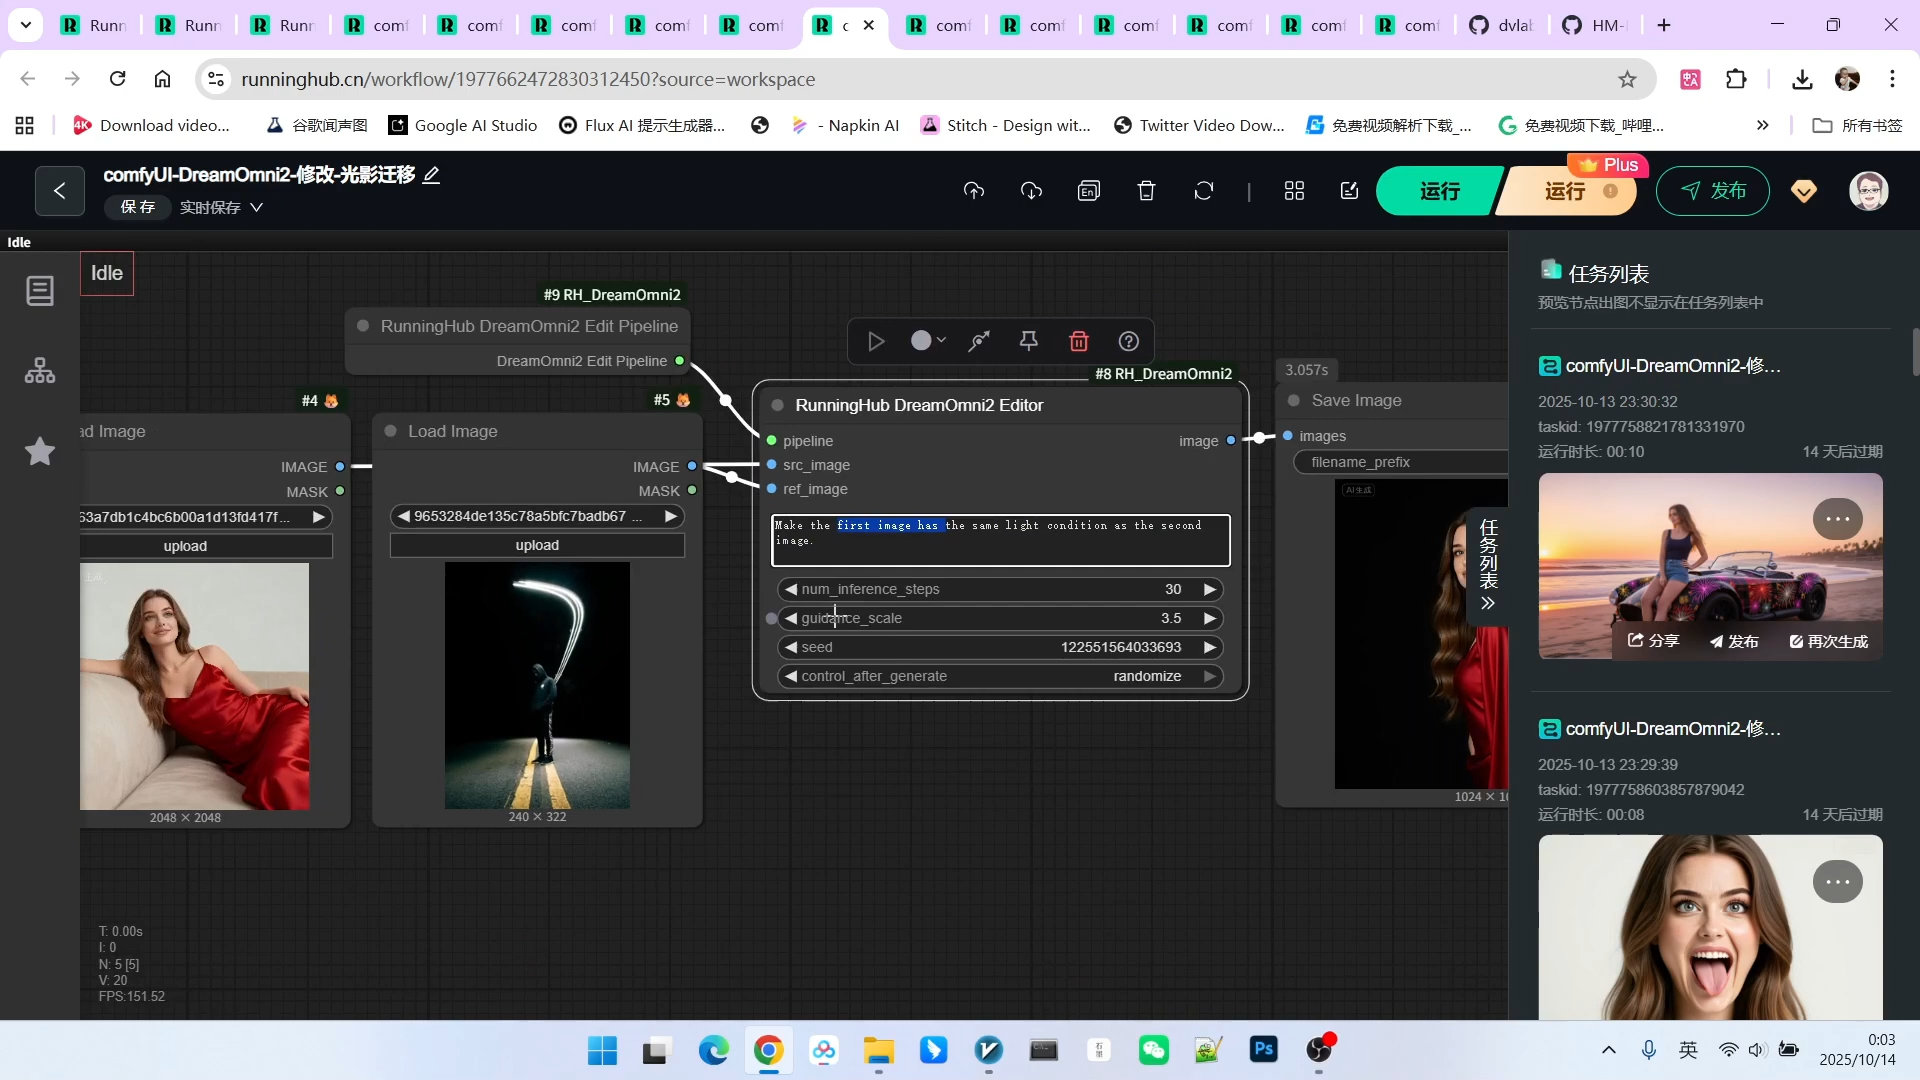 Runn
Runn
Runn
comf
comf
comf
comf
comf
c
comf
comf
comf
comf
comf
comf
dvlab
HM-
runninghub.cn/workflow/1977662472830312450?source=workspace
Download video...
谷歌闻声图
Google AI Studio
Flux AI 提示生成器...
- Napkin AI
Stitch - Design wit...
Twitter Video Dow...
免费视频解析下载_...
免费视频下载_哔哩...
所有书签
comfyUI-DreamOmni2-修改-光影迁移
保存
实时保存
En
运行
运行
Plus
发布
Idle
Idle
#9 RH_DreamOmni2
RunningHub DreamOmni2 Edit Pipeline
DreamOmni2 Edit Pipeline
#4
ad Image
IMAGE
MASK
63a7db1c4bc6b00a1d13fd417f...
upload
2048 × 2048
#5
Load Image
IMAGE
MASK
9653284de135c78a5bfc7badb67 ...
upload
240 × 322
#8 RH_DreamOmni2
RunningHub DreamOmni2 Editor
pipeline
image
src_image
ref_image
Make the first image has the same light condition as the second
image.
num_inference_steps
30
guidance_scale
3.5
seed
122551564033693
control_after_generate
randomize
3.057s
Save Image
images
filename_prefix
AI生成
1024 × 10
任务列表
任务列表
预览节点出图不显示在任务列表中
comfyUI-DreamOmni2-修...
2025-10-13 23:30:32
taskid: 1977758821781331970
运行时长: 00:10
14 天后过期
分享
发布
再次生成
comfyUI-DreamOmni2-修...
2025-10-13 23:29:39
taskid: 1977758603857879042
运行时长: 00:08
14 天后过期
T: 0.00s
I: 0
N: 5 [5]
V: 20
FPS:151.52
Ps
英
0:03
2025/10/14